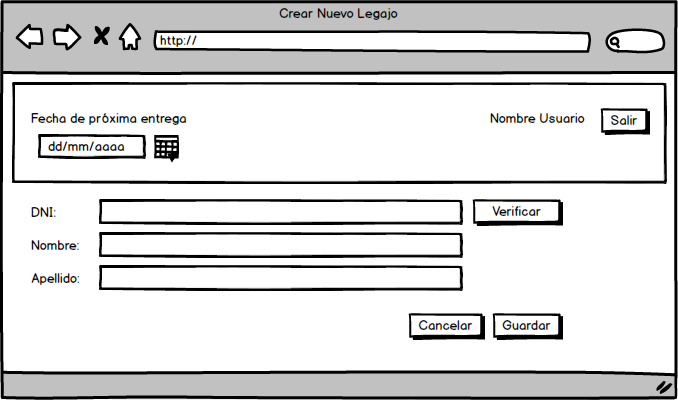 Crear Nuevo Legajo
http://
Fecha de próxima entrega
Nombre Usuario
Salir
dd/mm/aaaa
DNI:
Verificar
Nombre:
Apellido:
Cancelar
Guardar